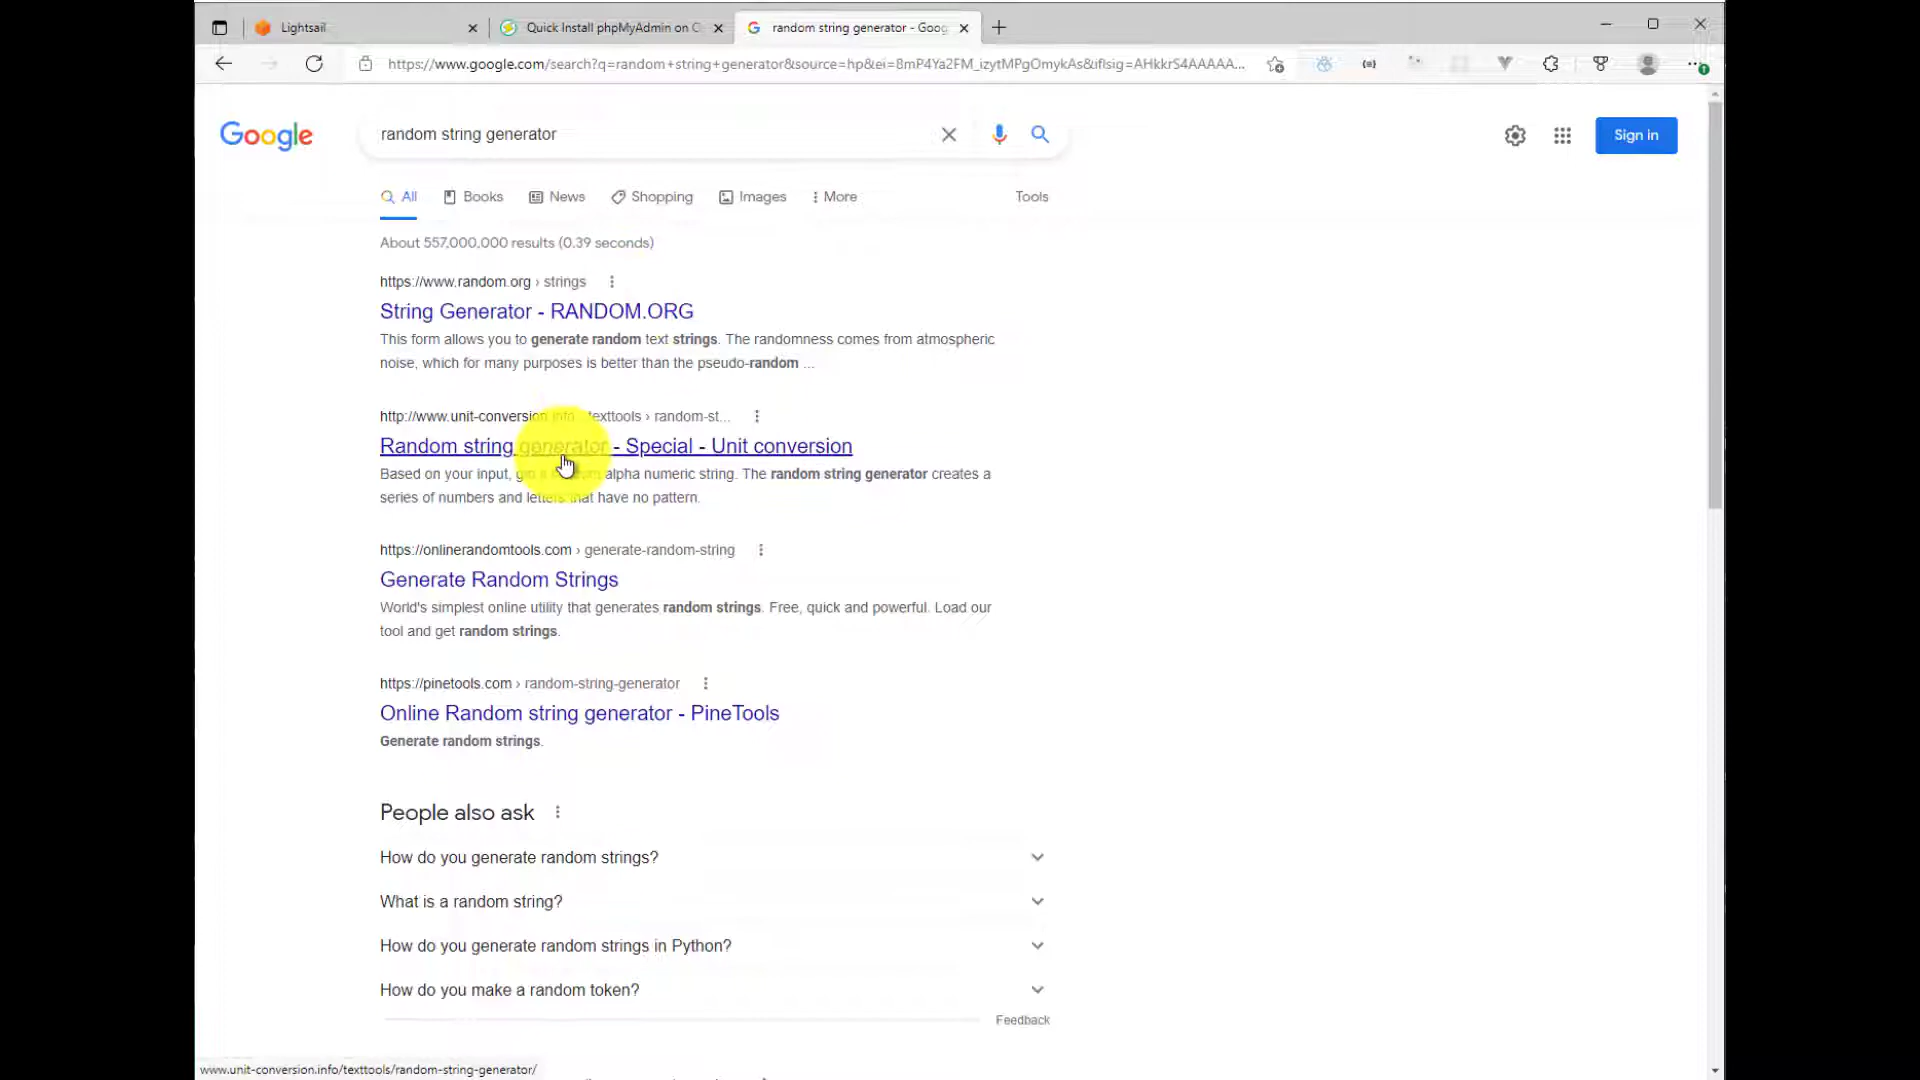 Lightsail
Quick Install phpMyAdmin on C
random string generator - Goog
https://www.google.com/search?q=random+string+generator&source=hp&ei=8mP4Ya2FM_izytMPgOmykAs&iflsig=AHkkrS4AAAAA...
Google
random string generator
Sign in
All
Books
News
Shopping
Images
More
Tools
About 557,000,000 results (0.39 seconds)
https://www.random.org › strings
String Generator - RANDOM.ORG
This form allows you to generate random text strings. The randomness comes from atmospheric
noise, which for many purposes is better than the pseudo-random ...
http://www.unit-conversion.info › texttools › random-st...
Random string generator - Special - Unit conversion
Based on your input, alpha numeric string. The random string generator creates a
series of numbers and letters that have no pattern.
https://onlinerandomtools.com › generate-random-string
Generate Random Strings
World's simplest online utility that generates random strings. Free, quick and powerful. Load our
tool and get random strings.
https://pinetools.com › random-string-generator
Online Random string generator - PineTools
Generate random strings.
People also ask
How do you generate random strings?
What is a random string?
How do you generate random strings in Python?
How do you make a random token?
Feedback
www.unit-conversion.info/texttools/random-string-generator/